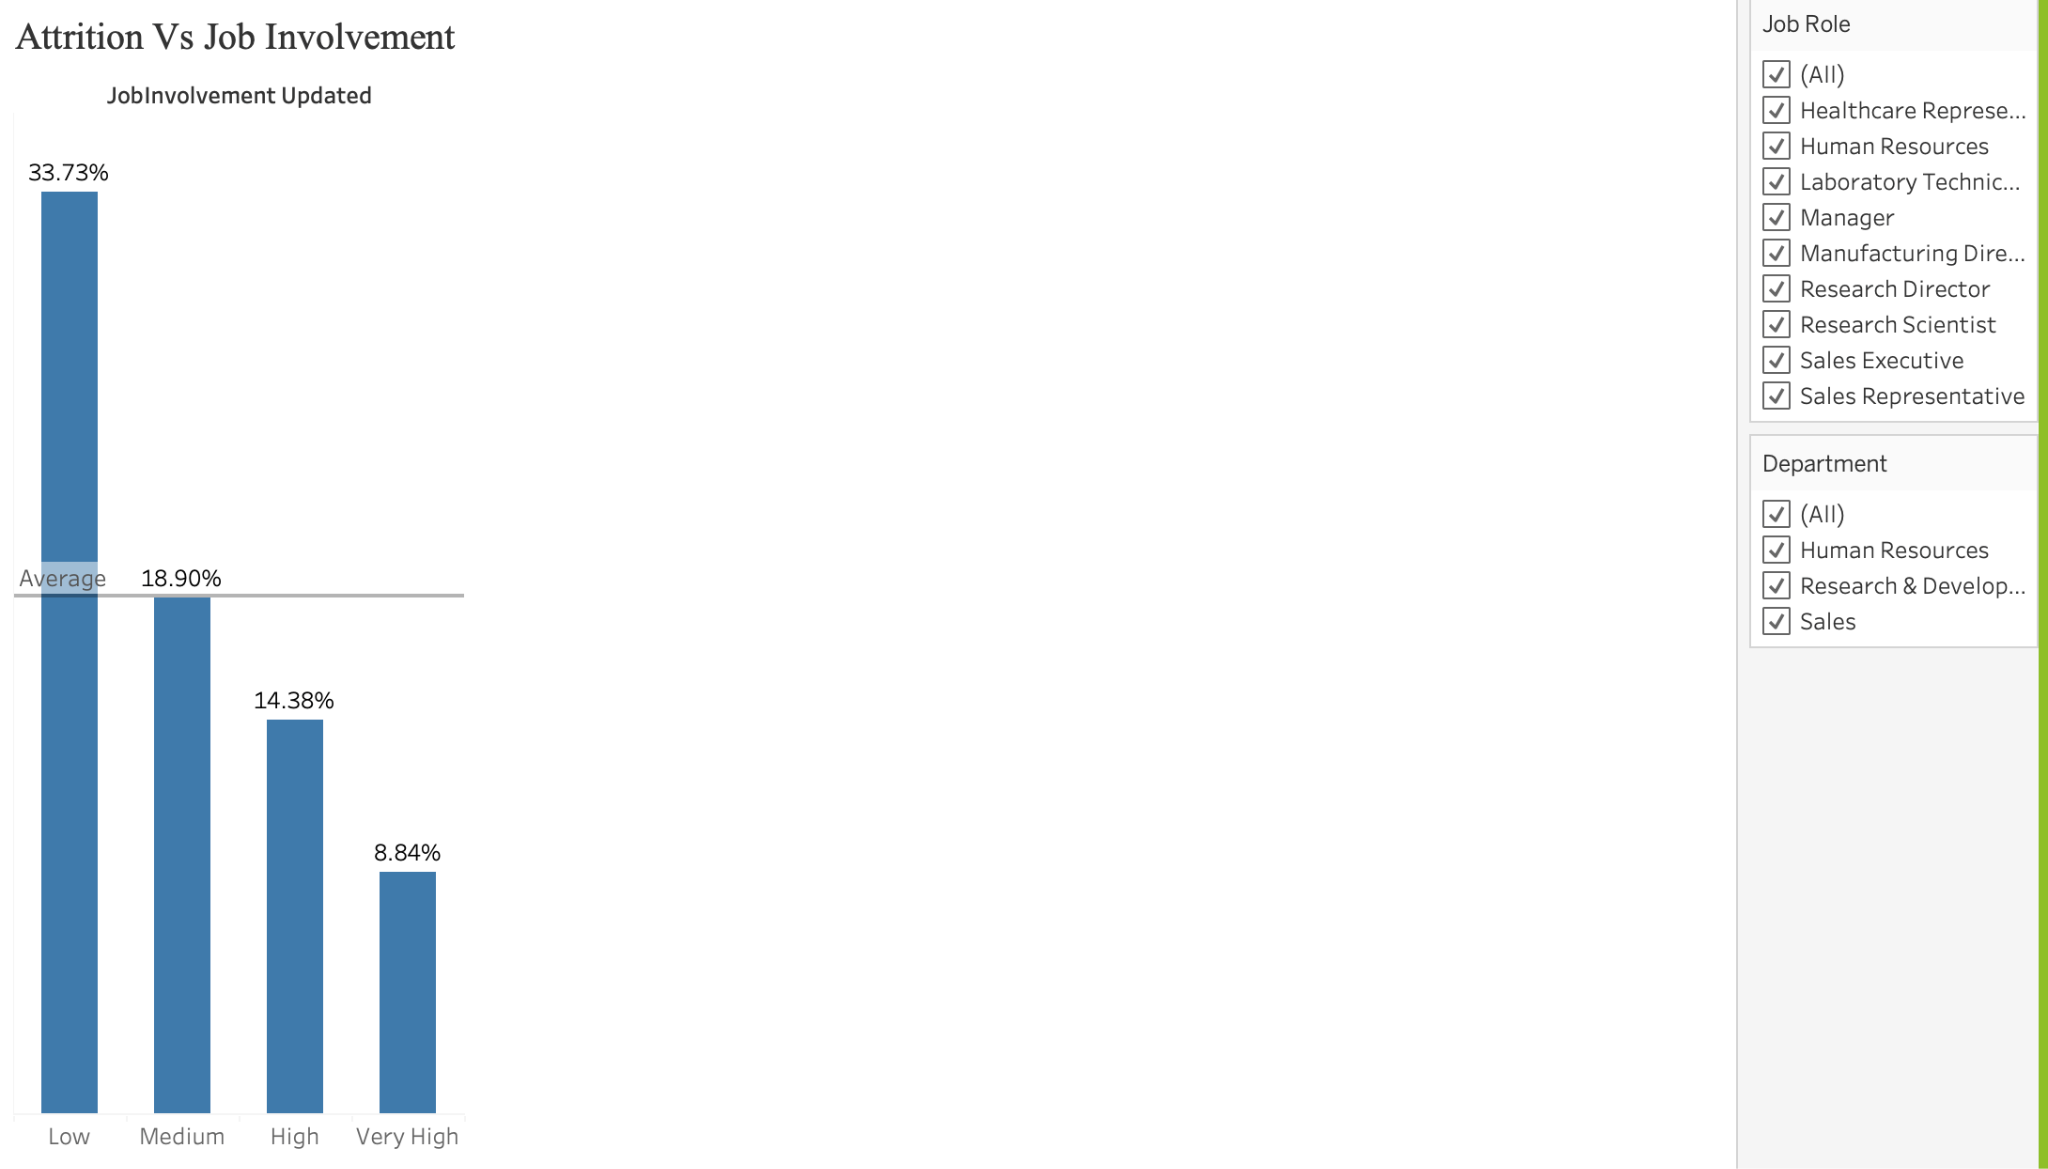 Attrition Vs Job Involvement
JobInvolvement Updated
33.73%
Average
18.90%
14.38%
8.84%
Low
Medium
High
Very High
Job Role
(All)
Healthcare Represe...
Human Resources
Laboratory Technic...
Manager
Manufacturing Dire...
Research Director
Research Scientist
Sales Executive
Sales Representative
Department
(All)
Human Resources
Research & Develop...
Sales